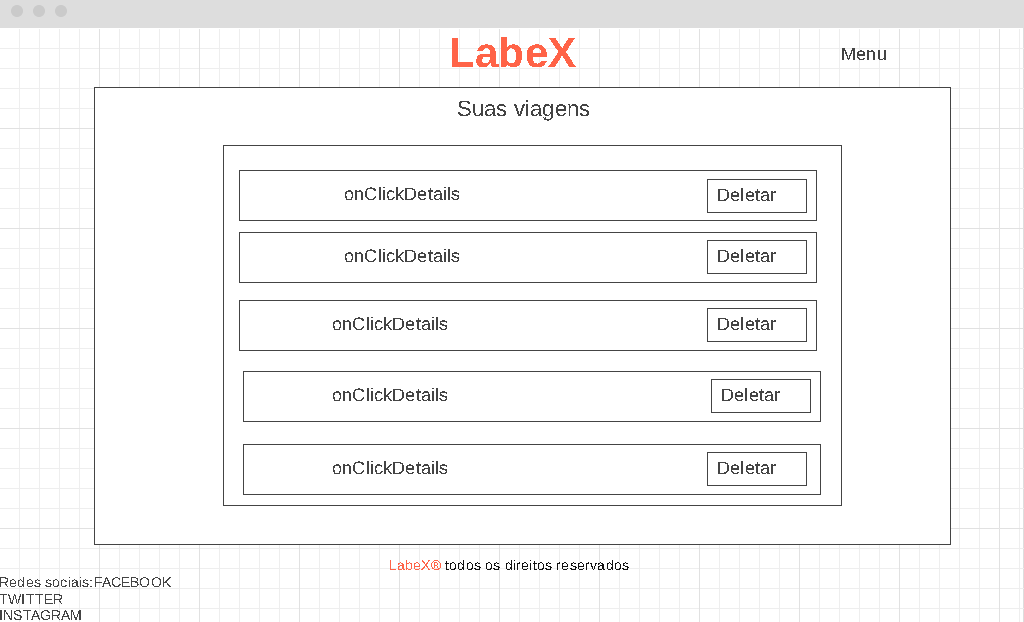 LabeX
Menu
Suas viagens
onClickDetails Deletar
onClickDetails Deletar
onClickDetails Deletar
onClickDetails Deletar
onClickDetails Deletar
LabeX® todos os direitos reservados
Redes sociais:FACEBOOK
TWITTER
INSTAGRAM